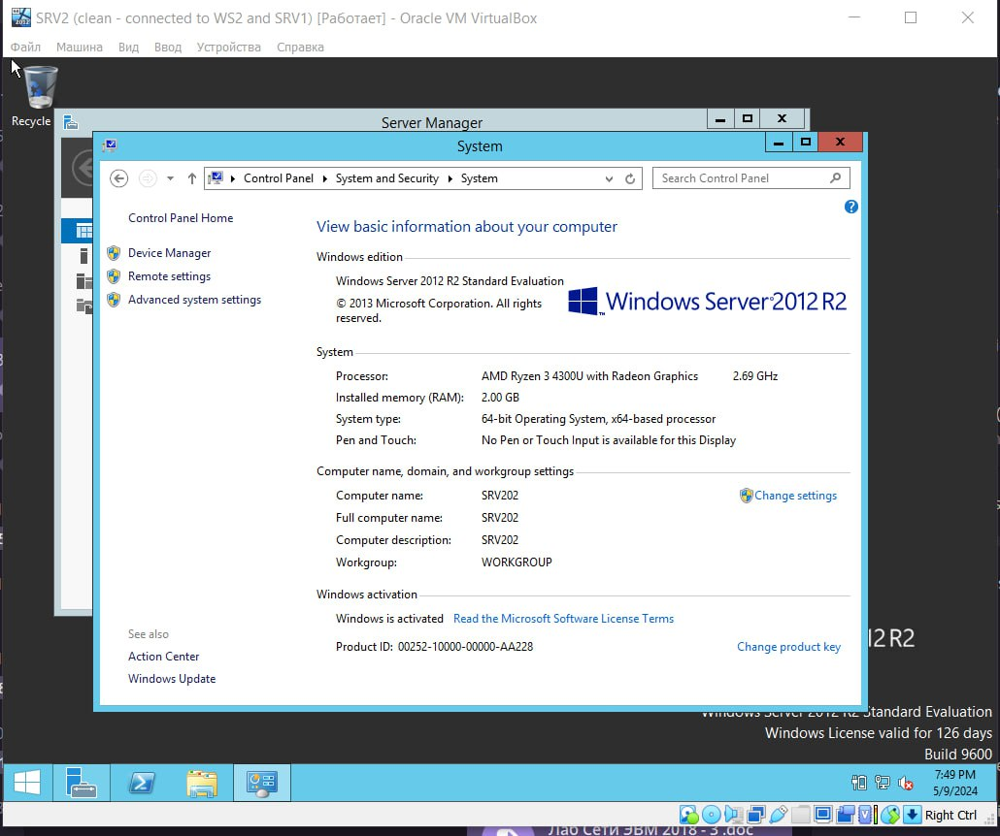 SRV2 (clean - connected to WS2 and SRV1) [Работает] - Oracle VM VirtualBox
Файл Машина Вид Ввод Устройства Справка
Recycle
Server Manager
System
Control Panel System and Security System
Search Control Panel
Control Panel Home
Device Manager
Remote settings
Advanced system settings
See also
Action Center
Windows Update
View basic information about your computer
Windows edition
Windows Server 2012 R2 Standard Evaluation
© 2013 Microsoft Corporation. All rights
reserved.
Windows Server 2012 R2
System
Processor: AMD Ryzen 3 4300U with Radeon Graphics 2.69 GHz
Installed memory (RAM): 2.00 GB
System type: 64-bit Operating System, x64-based processor
Pen and Touch: No Pen or Touch Input is available for this Display
Computer name, domain, and workgroup settings
Computer name: SRV202 Change settings
Full computer name: SRV202
Computer description: SRV202
Workgroup: WORKGROUP
Windows activation
Windows is activated Read the Microsoft Software License Terms
Product ID: 00252-10000-00000-AA228 Change product key
12 R2
Windows Server 2012 R2 Standard Evaluation
Windows License valid for 126 days
Build 9600
7:49 PM
5/9/2024
Right Ctrl
Лаб Сети ЭВМ 2018 - 3 .doc